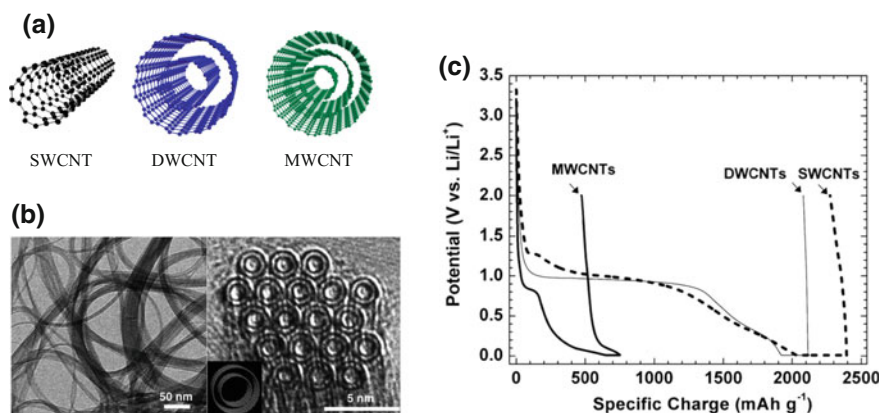 (a)
SWCNT DWCNT MWCNT
(b)
50 nm
5 nm
(c)
3.5
3.0
2.5
2.0
1.5
1.0
0.5
0.0
Potential (V vs. Li/Li+)
MWCNTs
DWCNTs SWCNTs
0 500 1000 1500 2000 2500
Specific Charge (mAh g-1)